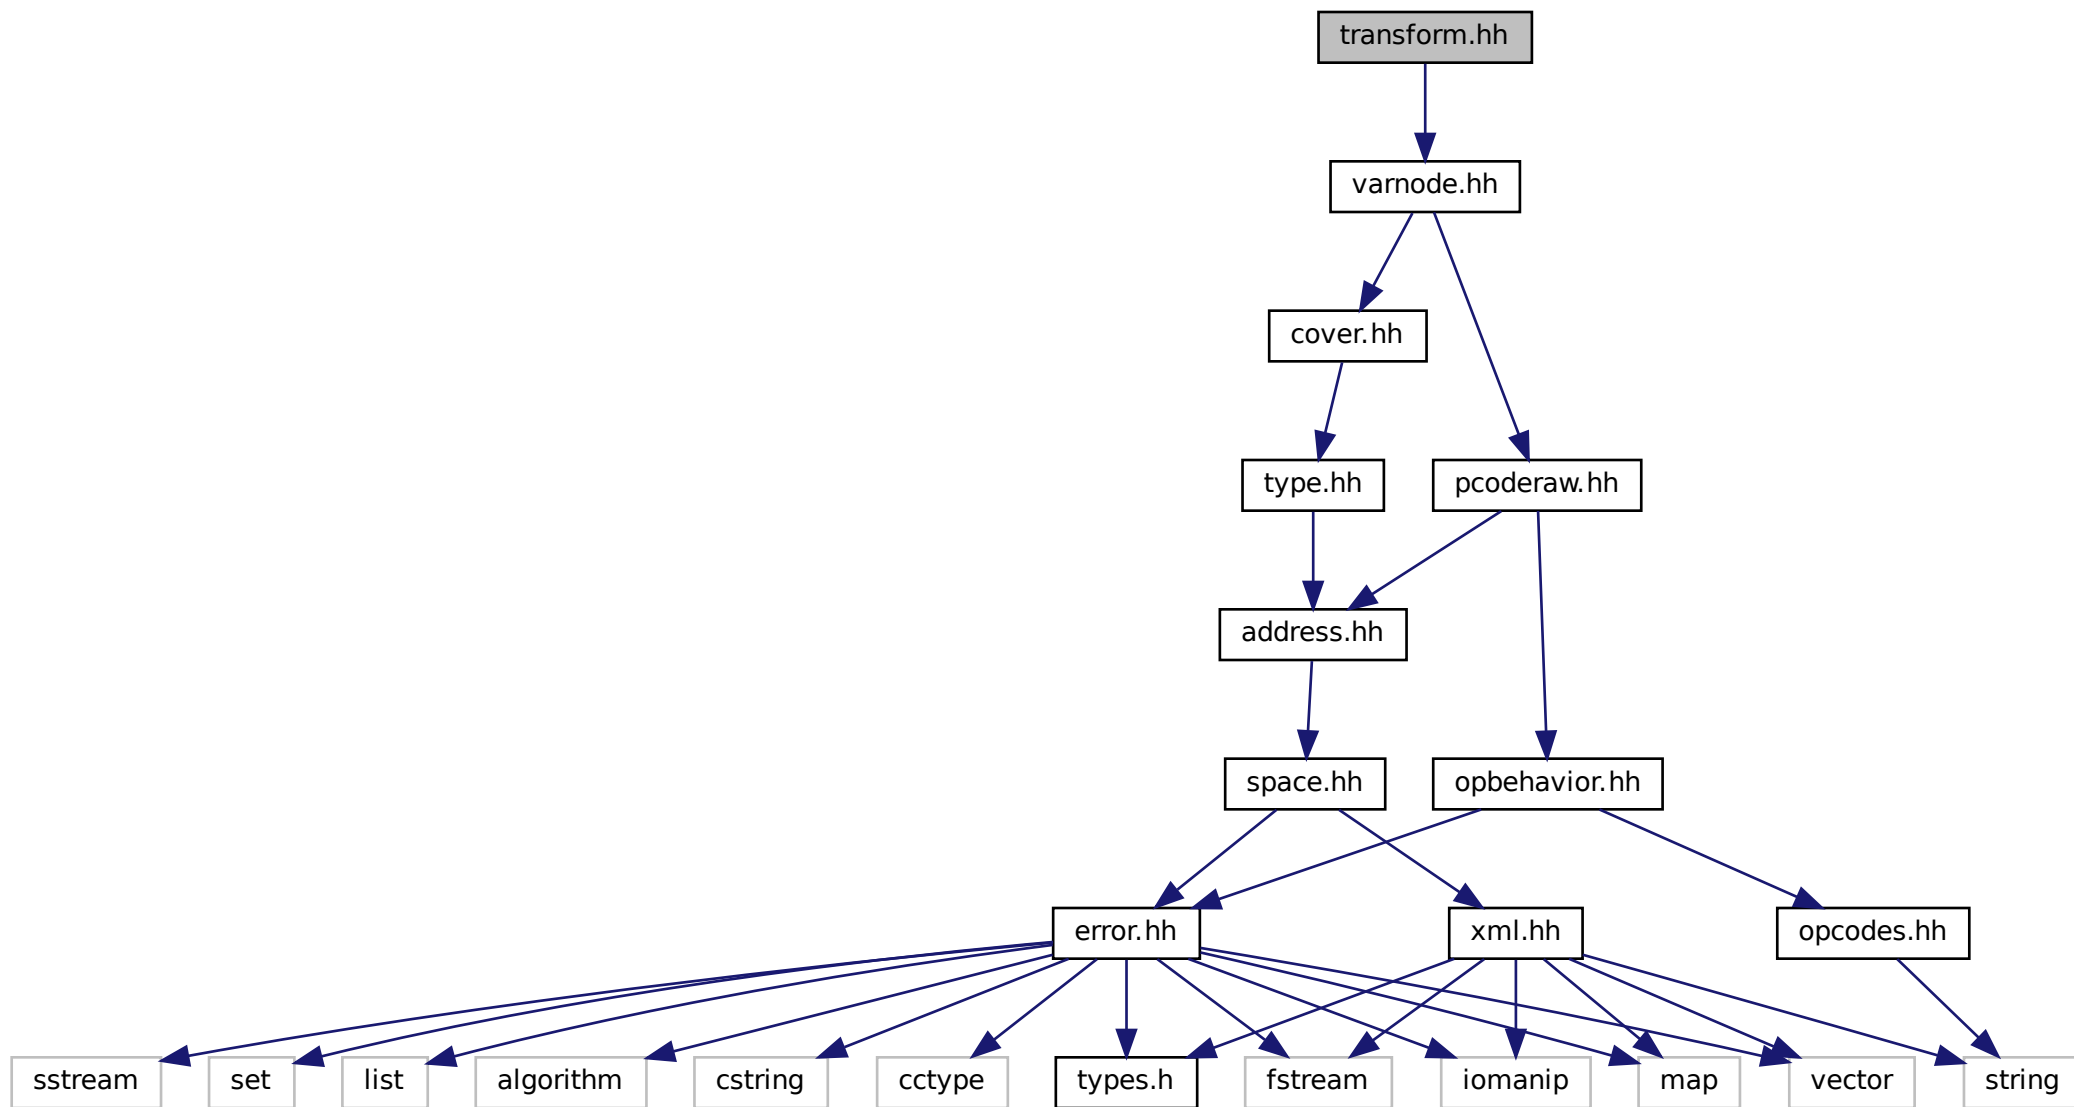 transform.hh
varnode.hh
cover.hh
type.hh
pcoderaw.hh
address.hh
space.hh
opbehavior.hh
error.hh
xml.hh
opcodes.hh
sstream
set
list
algorithm
cstring
cctype
types.h
fstream
iomanip
map
vector
string